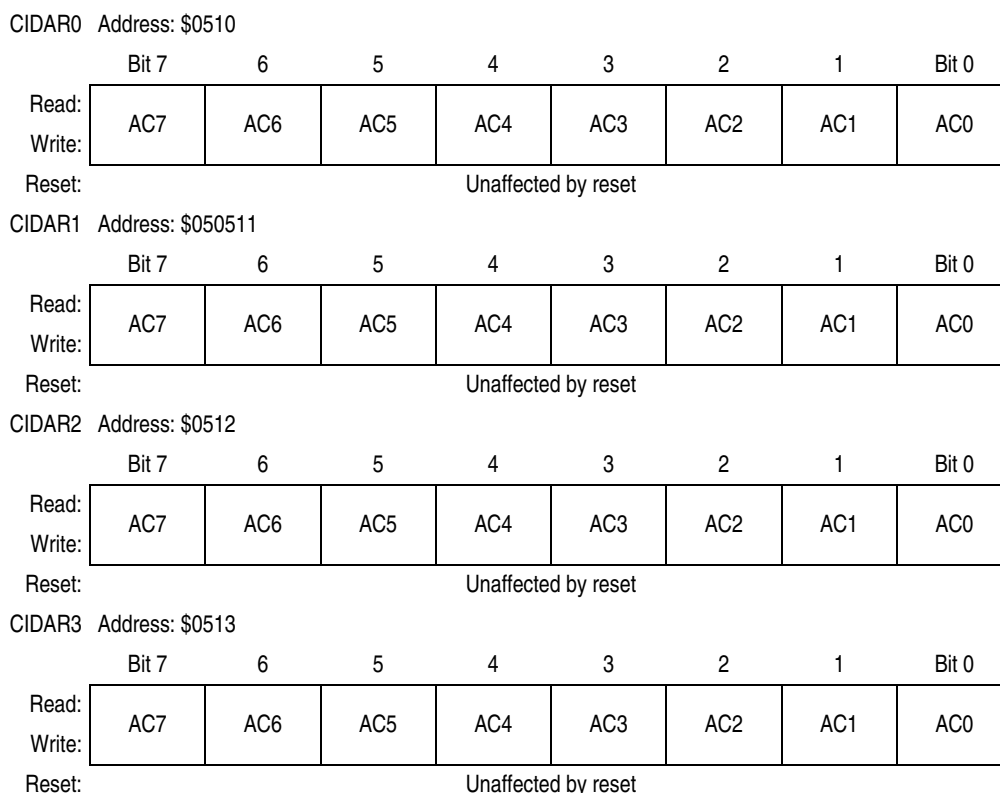 CIDAR0 Address: $0510
Bit 7 6 5 4 3 2 1 Bit 0
Read:
AC7 AC6 AC5 AC4 AC3 AC2 AC1 AC0
Write:
Reset: Unaffected by reset
CIDAR1 Address: $050511
Bit 7 6 5 4 3 2 1 Bit 0
Read:
AC7 AC6 AC5 AC4 AC3 AC2 AC1 AC0
Write:
Reset: Unaffected by reset
CIDAR2 Address: $0512
Bit 7 6 5 4 3 2 1 Bit 0
Read:
AC7 AC6 AC5 AC4 AC3 AC2 AC1 AC0
Write:
Reset: Unaffected by reset
CIDAR3 Address: $0513
Bit 7 6 5 4 3 2 1 Bit 0
Read:
AC7 AC6 AC5 AC4 AC3 AC2 AC1 AC0
Write:
Reset: Unaffected by reset